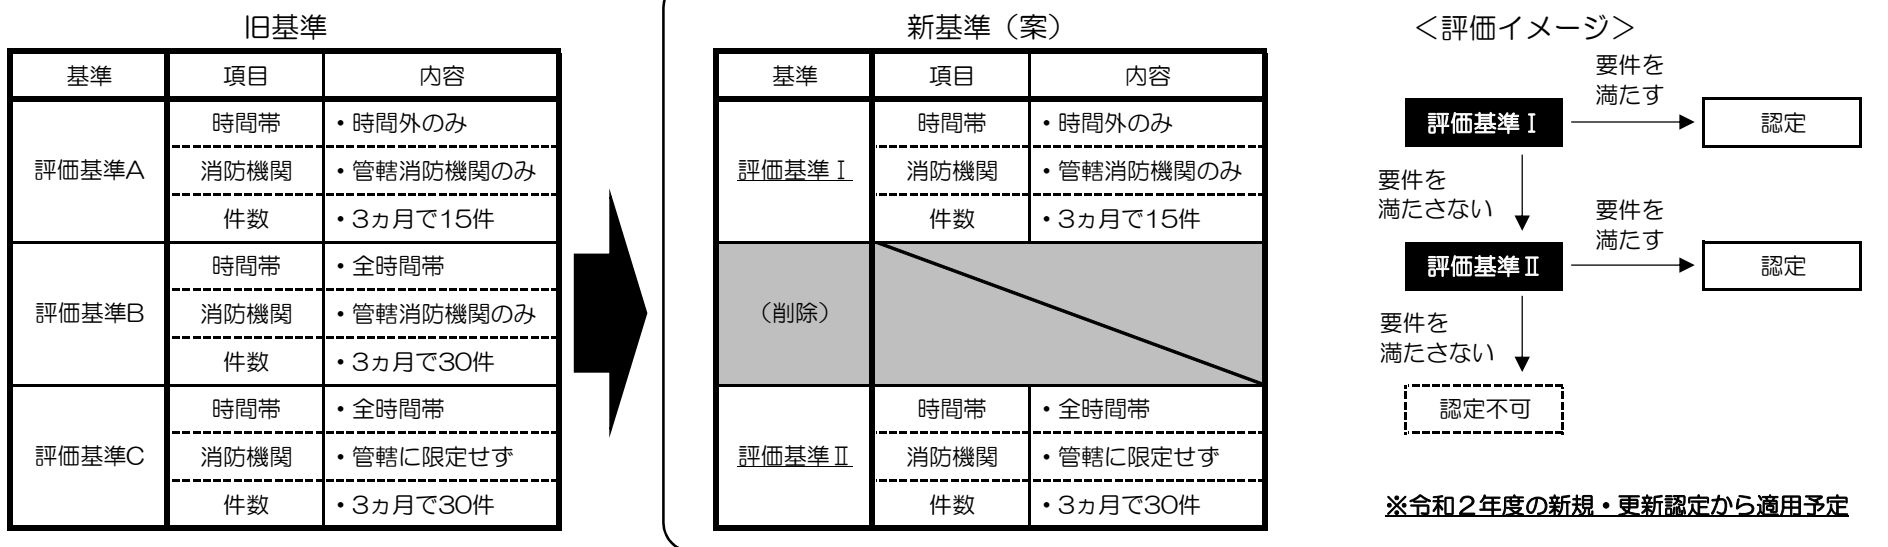 旧基準
基準 項目 内容
評価基準A
時間帯 ・時間外のみ
消防機関 ・管轄消防機関のみ
件数 ・3ヵ月で15件
評価基準B
時間帯 ・全時間帯
消防機関 ・管轄消防機関のみ
件数 ・3ヵ月で30件
評価基準C
時間帯 ・全時間帯
消防機関 ・管轄に限定せず
件数 ・3ヵ月で30件
新基準（案）
基準 項目 内容
評価基準Ⅰ
時間帯 ・時間外のみ
消防機関 ・管轄消防機関のみ
件数 ・3ヵ月で15件
（削除）
評価基準Ⅱ
時間帯 ・全時間帯
消防機関 ・管轄に限定せず
件数 ・3ヵ月で30件
＜評価イメージ＞
評価基準Ⅰ
要件を
満たす
認定
要件を
満たさない
評価基準Ⅱ
要件を
満たす
認定
要件を
満たさない
認定不可
※令和２年度の新規・更新認定から適用予定